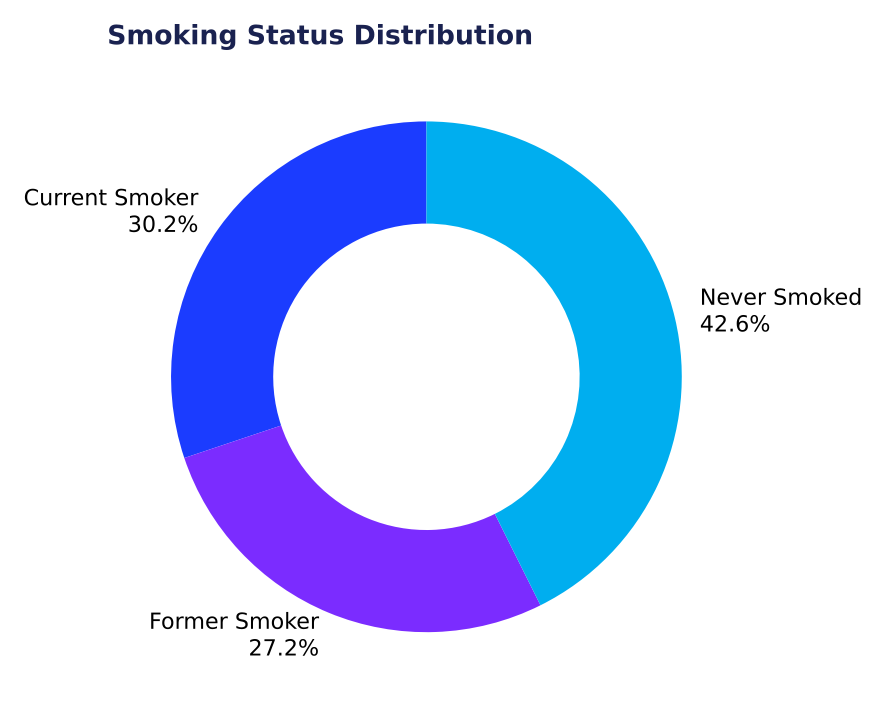 Smoking Status Distribution
Current Smoker
30.2%
Never Smoked
42.6%
Former Smoker
27.2%